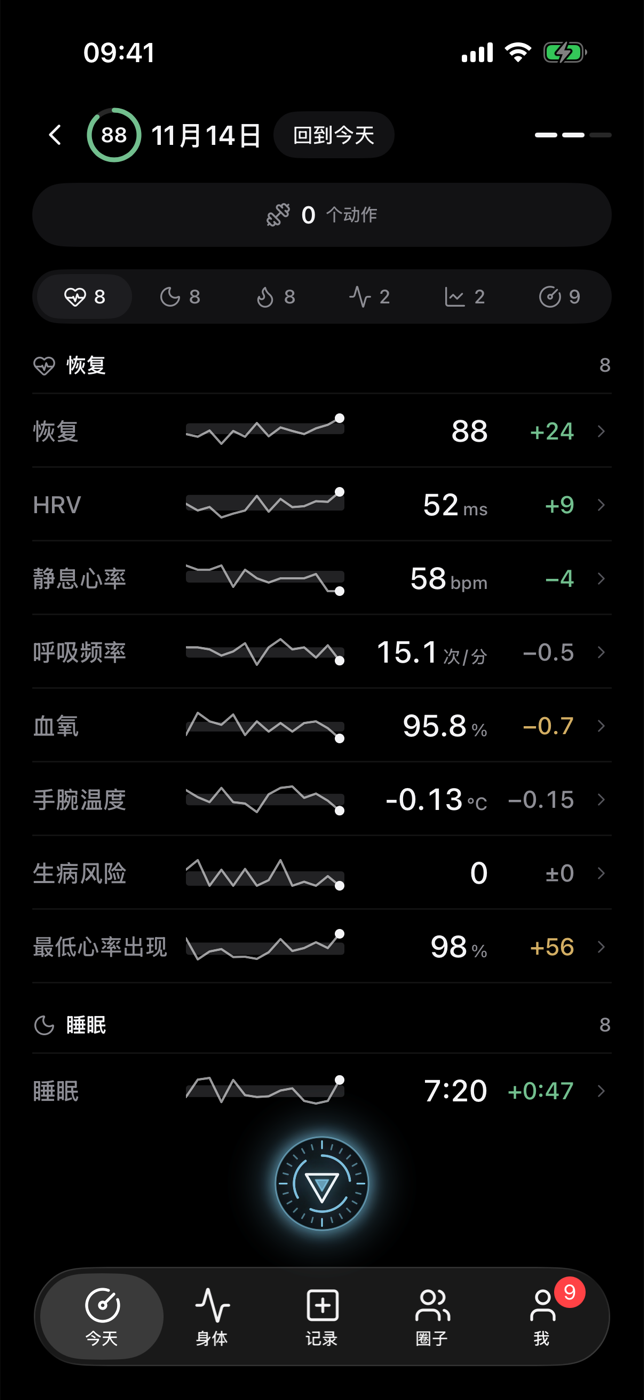 09:41
88 11月14日 回到今天
0 个动作
8 8 8 2 2 9
恢复 8
恢复 88 +24
HRV 52 ms +9
静息心率 58 bpm −4
呼吸频率 15.1 次/分 −0.5
血氧 95.8 % −0.7
手腕温度 -0.13 °C −0.15
生病风险 0 ±0
最低心率出现 98 % +56
睡眠 8
睡眠 7:20 +0:47
今天 身体 记录 圈子 我 9